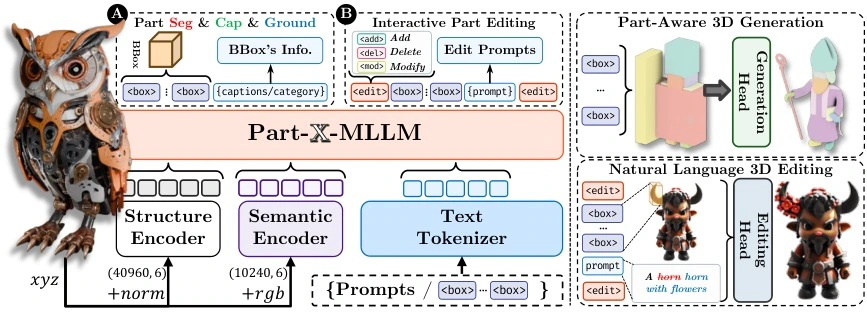 A Part Seg & Cap & Ground
BBox
BBox's Info.
<box> : <box> {captions/category}
B Interactive Part Editing
<add> Add
<del> Delete
<mod> Modify
Edit Prompts
<edit> <box> : <box> {prompt} <edit>
Part-𝕏-MLLM
Structure
Encoder
Semantic
Encoder
Text
Tokenizer
xyz
(40960, 6)
+norm
(10240, 6)
+rgb
{Prompts / <box> ... <box> }
Part-Aware 3D Generation
<box>
...
<box>
Generation
Head
Natural Language 3D Editing
<edit>
<box>
...
<box>
prompt
<edit>
A horn horn
with flowers
Editing
Head